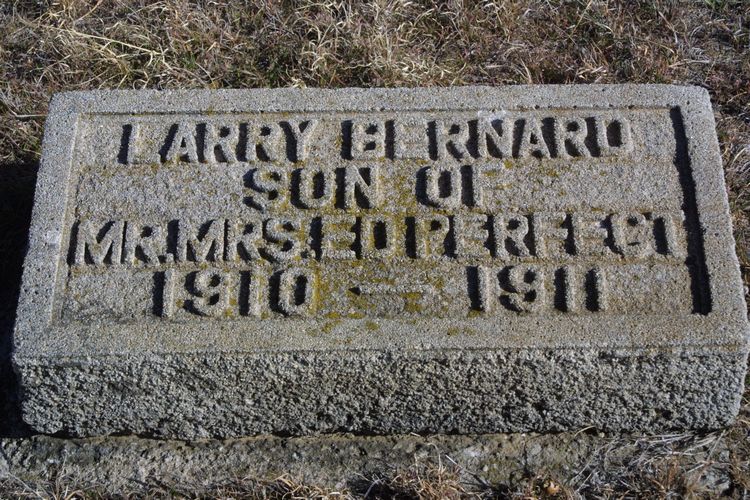 LARRY BERNARD
SON OF
MR. MRS. ED PERFECT
1910 - 1911